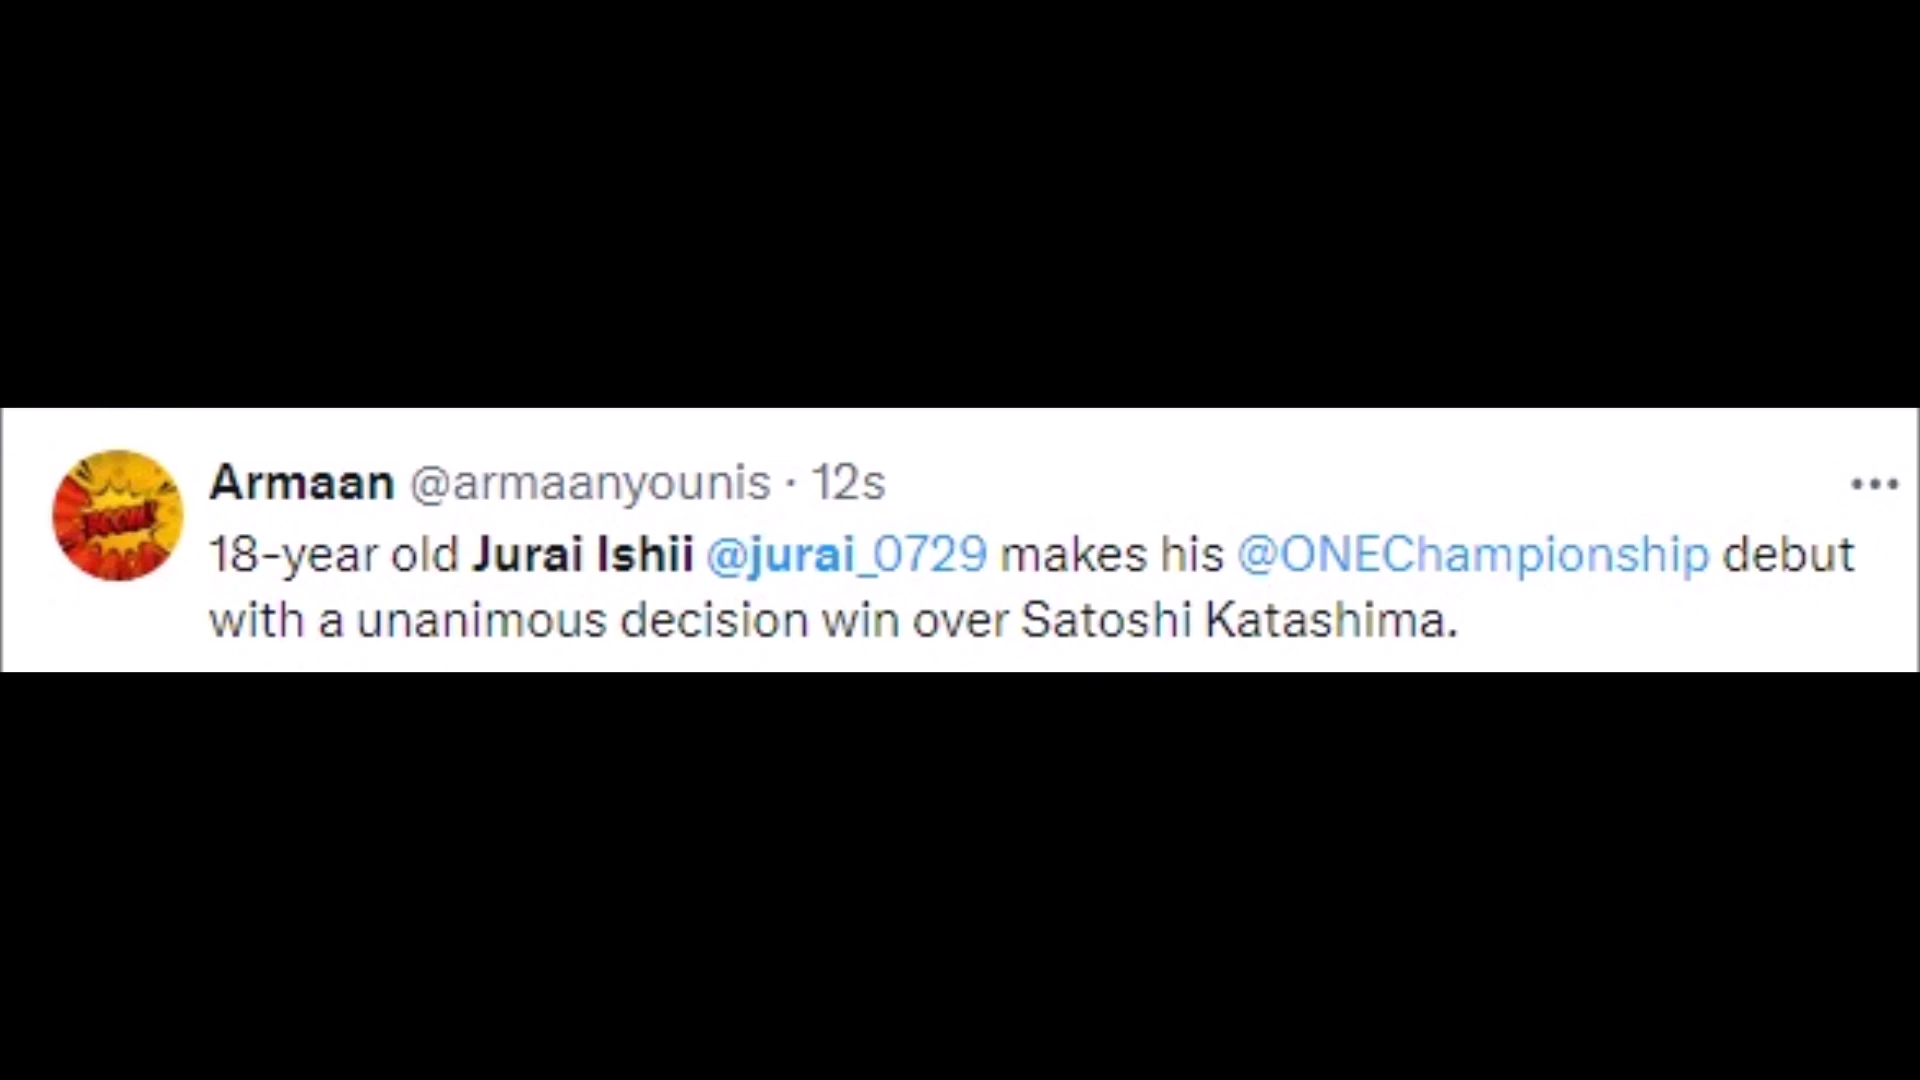 Armaan @armaanyounis · 12s
18-year old Jurai Ishii @jurai_0729 makes his @ONEChampionship debut
with a unanimous decision win over Satoshi Katashima.
BOOM!